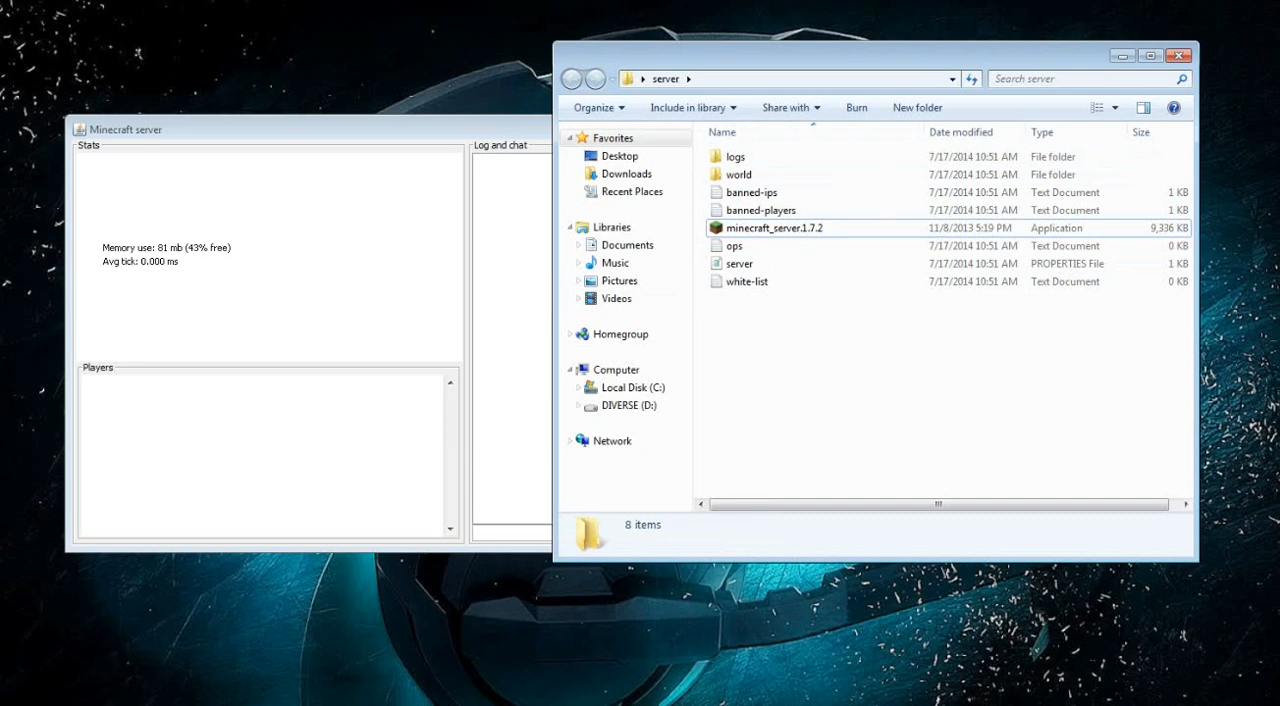 Minecraft server
Stats
Memory use: 81 mb (43% free)
Avg tick: 0.000 ms
Players
Log and chat
server
Search server
Organize Include in library Share with Burn New folder
Favorites
Desktop
Downloads
Recent Places
Libraries
Documents
Music
Pictures
Videos
Homegroup
Computer
Local Disk (C:)
DIVERSE (D:)
Network
Name Date modified Type Size
logs 7/17/2014 10:51 AM File folder
world 7/17/2014 10:51 AM File folder
banned-ips 7/17/2014 10:51 AM Text Document 1 KB
banned-players 7/17/2014 10:51 AM Text Document 1 KB
minecraft_server.1.7.2 11/8/2013 5:19 PM Application 9,336 KB
ops 7/17/2014 10:51 AM Text Document 0 KB
server 7/17/2014 10:51 AM PROPERTIES File 1 KB
white-list 7/17/2014 10:51 AM Text Document 0 KB
8 items